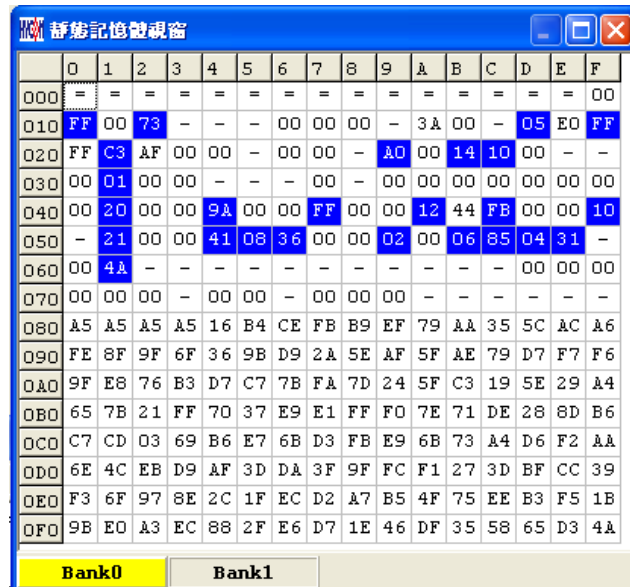 HOLTEK 靜態記憶體視窗
0 1 2 3 4 5 6 7 8 9 A B C D E F
000 = = = = = = = = = = = = = = = 00
010 FF 00 73 - - - 00 00 00 - 3A 00 - 05 E0 FF
020 FF C3 AF 00 00 - 00 00 - A0 00 14 10 00 - -
030 00 01 00 00 - - - 00 - 00 00 00 00 00 00 00
040 00 20 00 00 9A 00 00 FF 00 00 12 44 FB 00 00 10
050 - 21 00 00 41 08 36 00 00 02 00 06 85 04 31 -
060 00 4A - - - - - - - - - - - 00 00 00
070 00 00 00 - 00 00 - 00 00 00 - - - - - -
080 A5 A5 A5 A5 16 B4 CE FB B9 EF 79 AA 35 5C AC A6
090 FE 8F 9F 6F 36 9B D9 2A 5E AF 5F AE 79 D7 F7 F6
0A0 9F E8 76 B3 D7 C7 7B FA 7D 24 5F C3 19 5E 29 A4
0B0 65 7B 21 FF 70 37 E9 E1 FF F0 7E 71 DE 28 8D B6
0C0 C7 CD 03 69 B6 E7 6B D3 FB E9 6B 73 A4 D6 F2 AA
0D0 6E 4C EB D9 AF 3D DA 3F 9F FC F1 27 3D BF CC 39
0E0 F3 6F 97 8E 2C 1F EC D2 A7 B5 4F 75 EE B3 F5 1B
0F0 9B E0 A3 EC 88 2F E6 D7 1E 46 DF 35 58 65 D3 4A
Bank0 Bank1